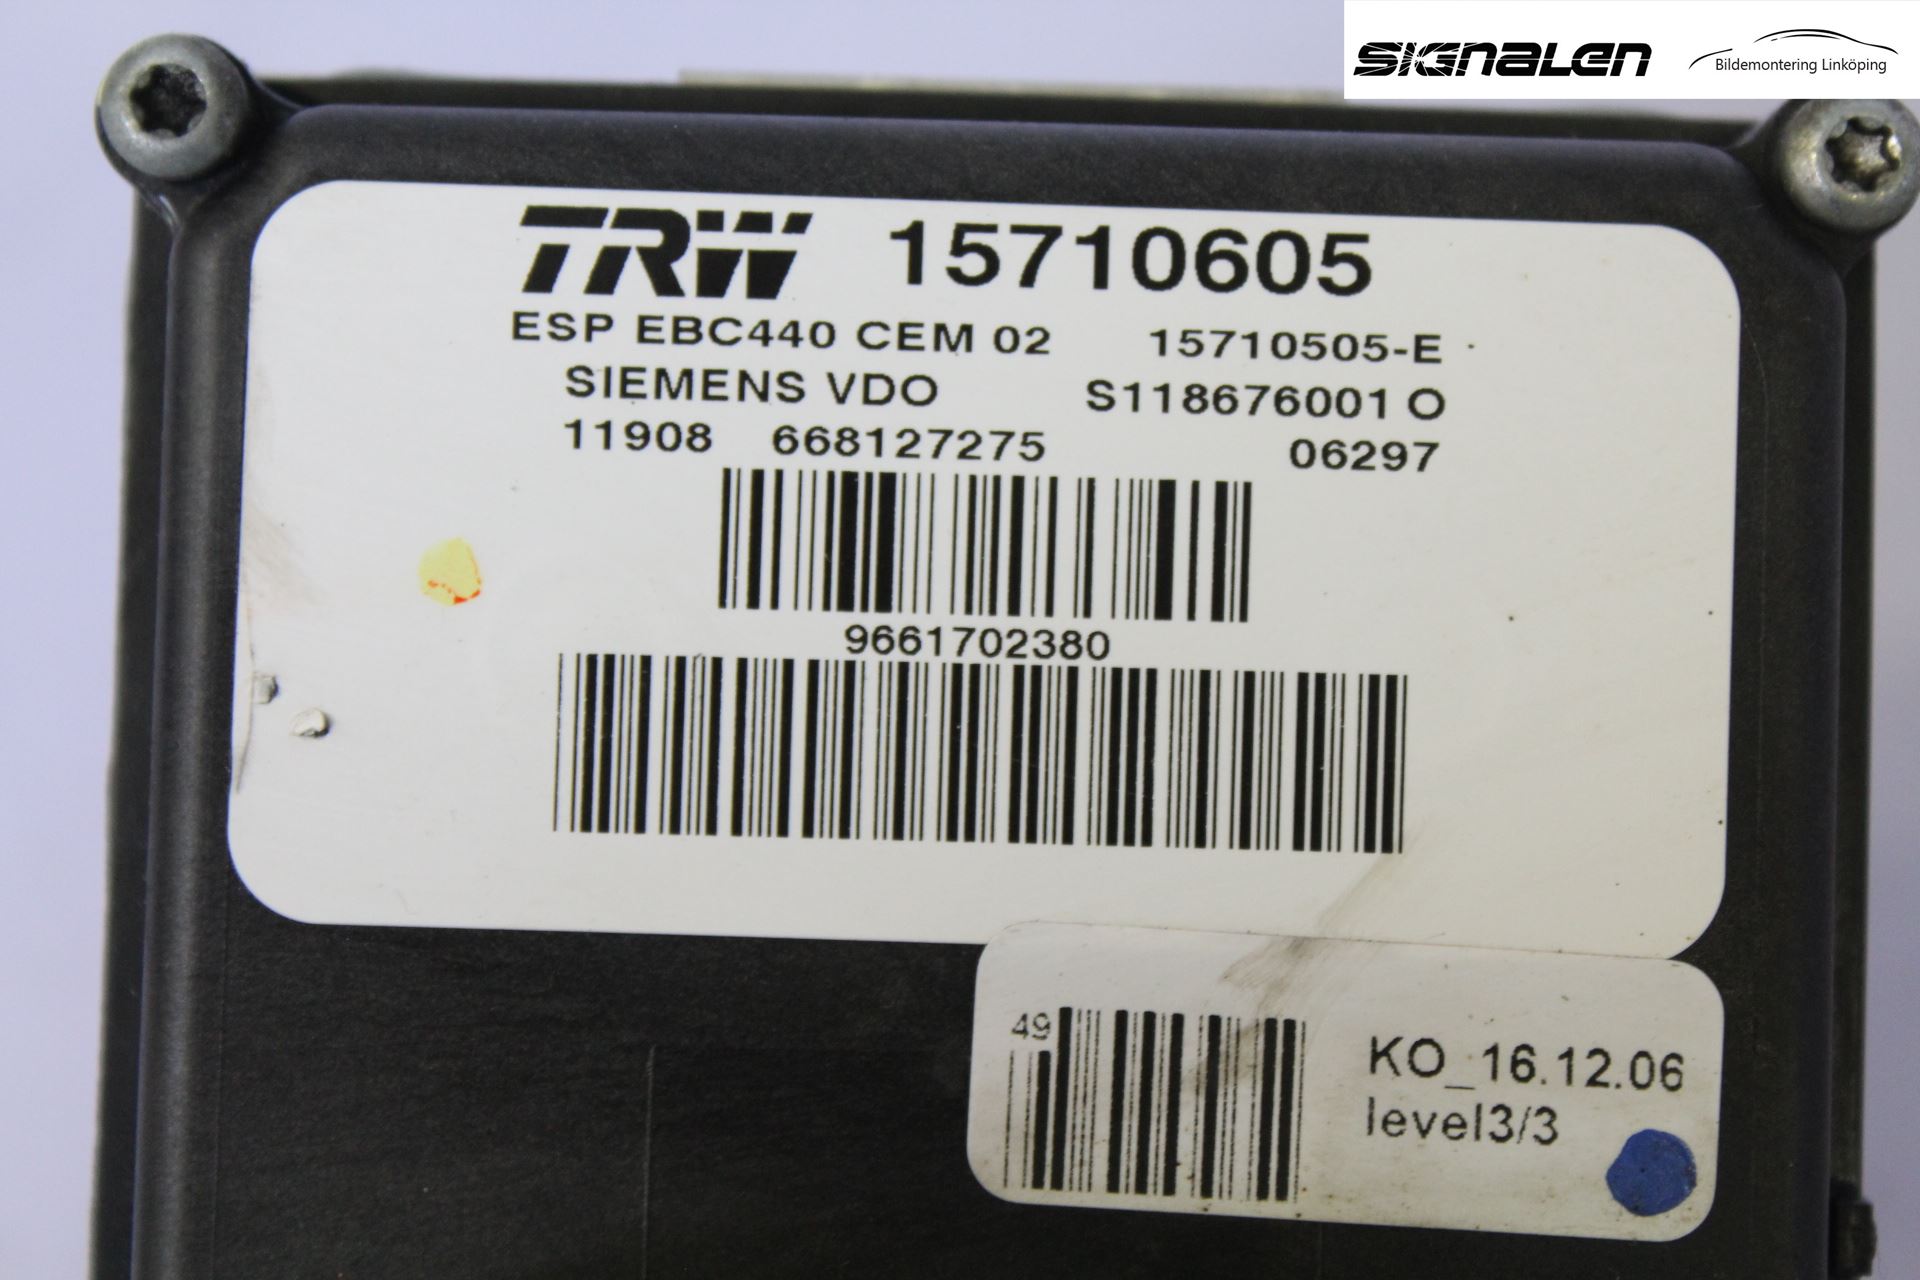 SIGNALEN
Bildemontering Linköping
TRW 15710605
ESP EBC440 CEM 02 15710505-E
SIEMENS VDO S118676001 O
11908 668127275 06297
9661702380
49
KO_16.12.06
level3/3